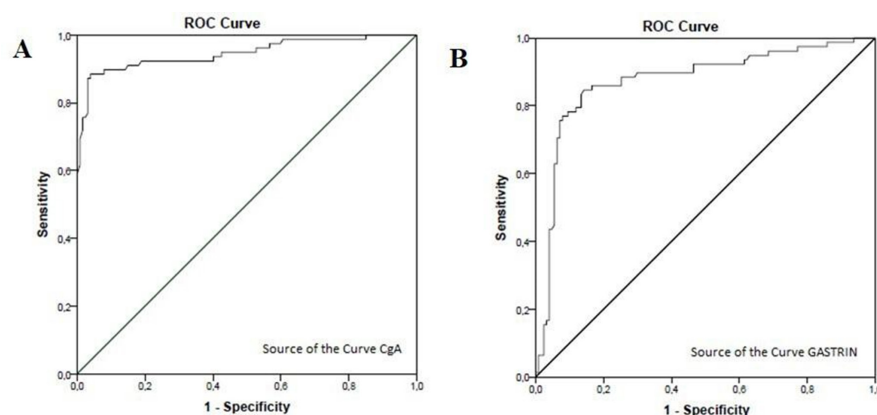 A
ROC Curve
1,0
0,8
0,6
0,4
0,2
0,0
Sensitivity
Source of the Curve CgA
0,0 0,2 0,4 0,6 0,8 1,0
1 - Specificity
B
ROC Curve
1,0
0,8
0,6
0,4
0,2
0,0
Sensitivity
Source of the Curve GASTRIN
0,0 0,2 0,4 0,6 0,8 1,0
1 - Specificity